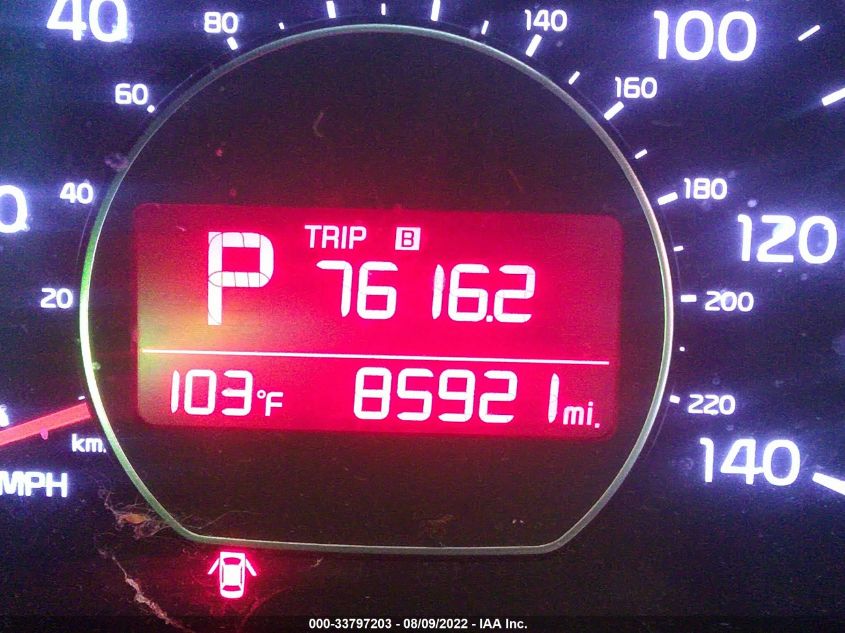 40 80 140 100
60 160
0 40 180 120
TRIP B
P 76 16.2
20 200
103°F 85921 mi.
220
km.
140
MPH
000-33797203 - 08/09/2022 - IAA Inc.